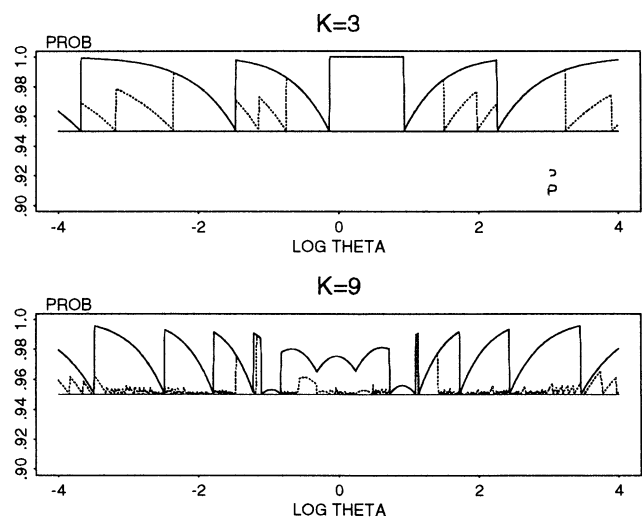 K=3
PROB
1.0
.98
.96
.94
.92
.90
-4 -2 0 2 4
LOG THETA
K=9
PROB
1.0
.98
.96
.94
.92
.90
-4 -2 0 2 4
LOG THETA